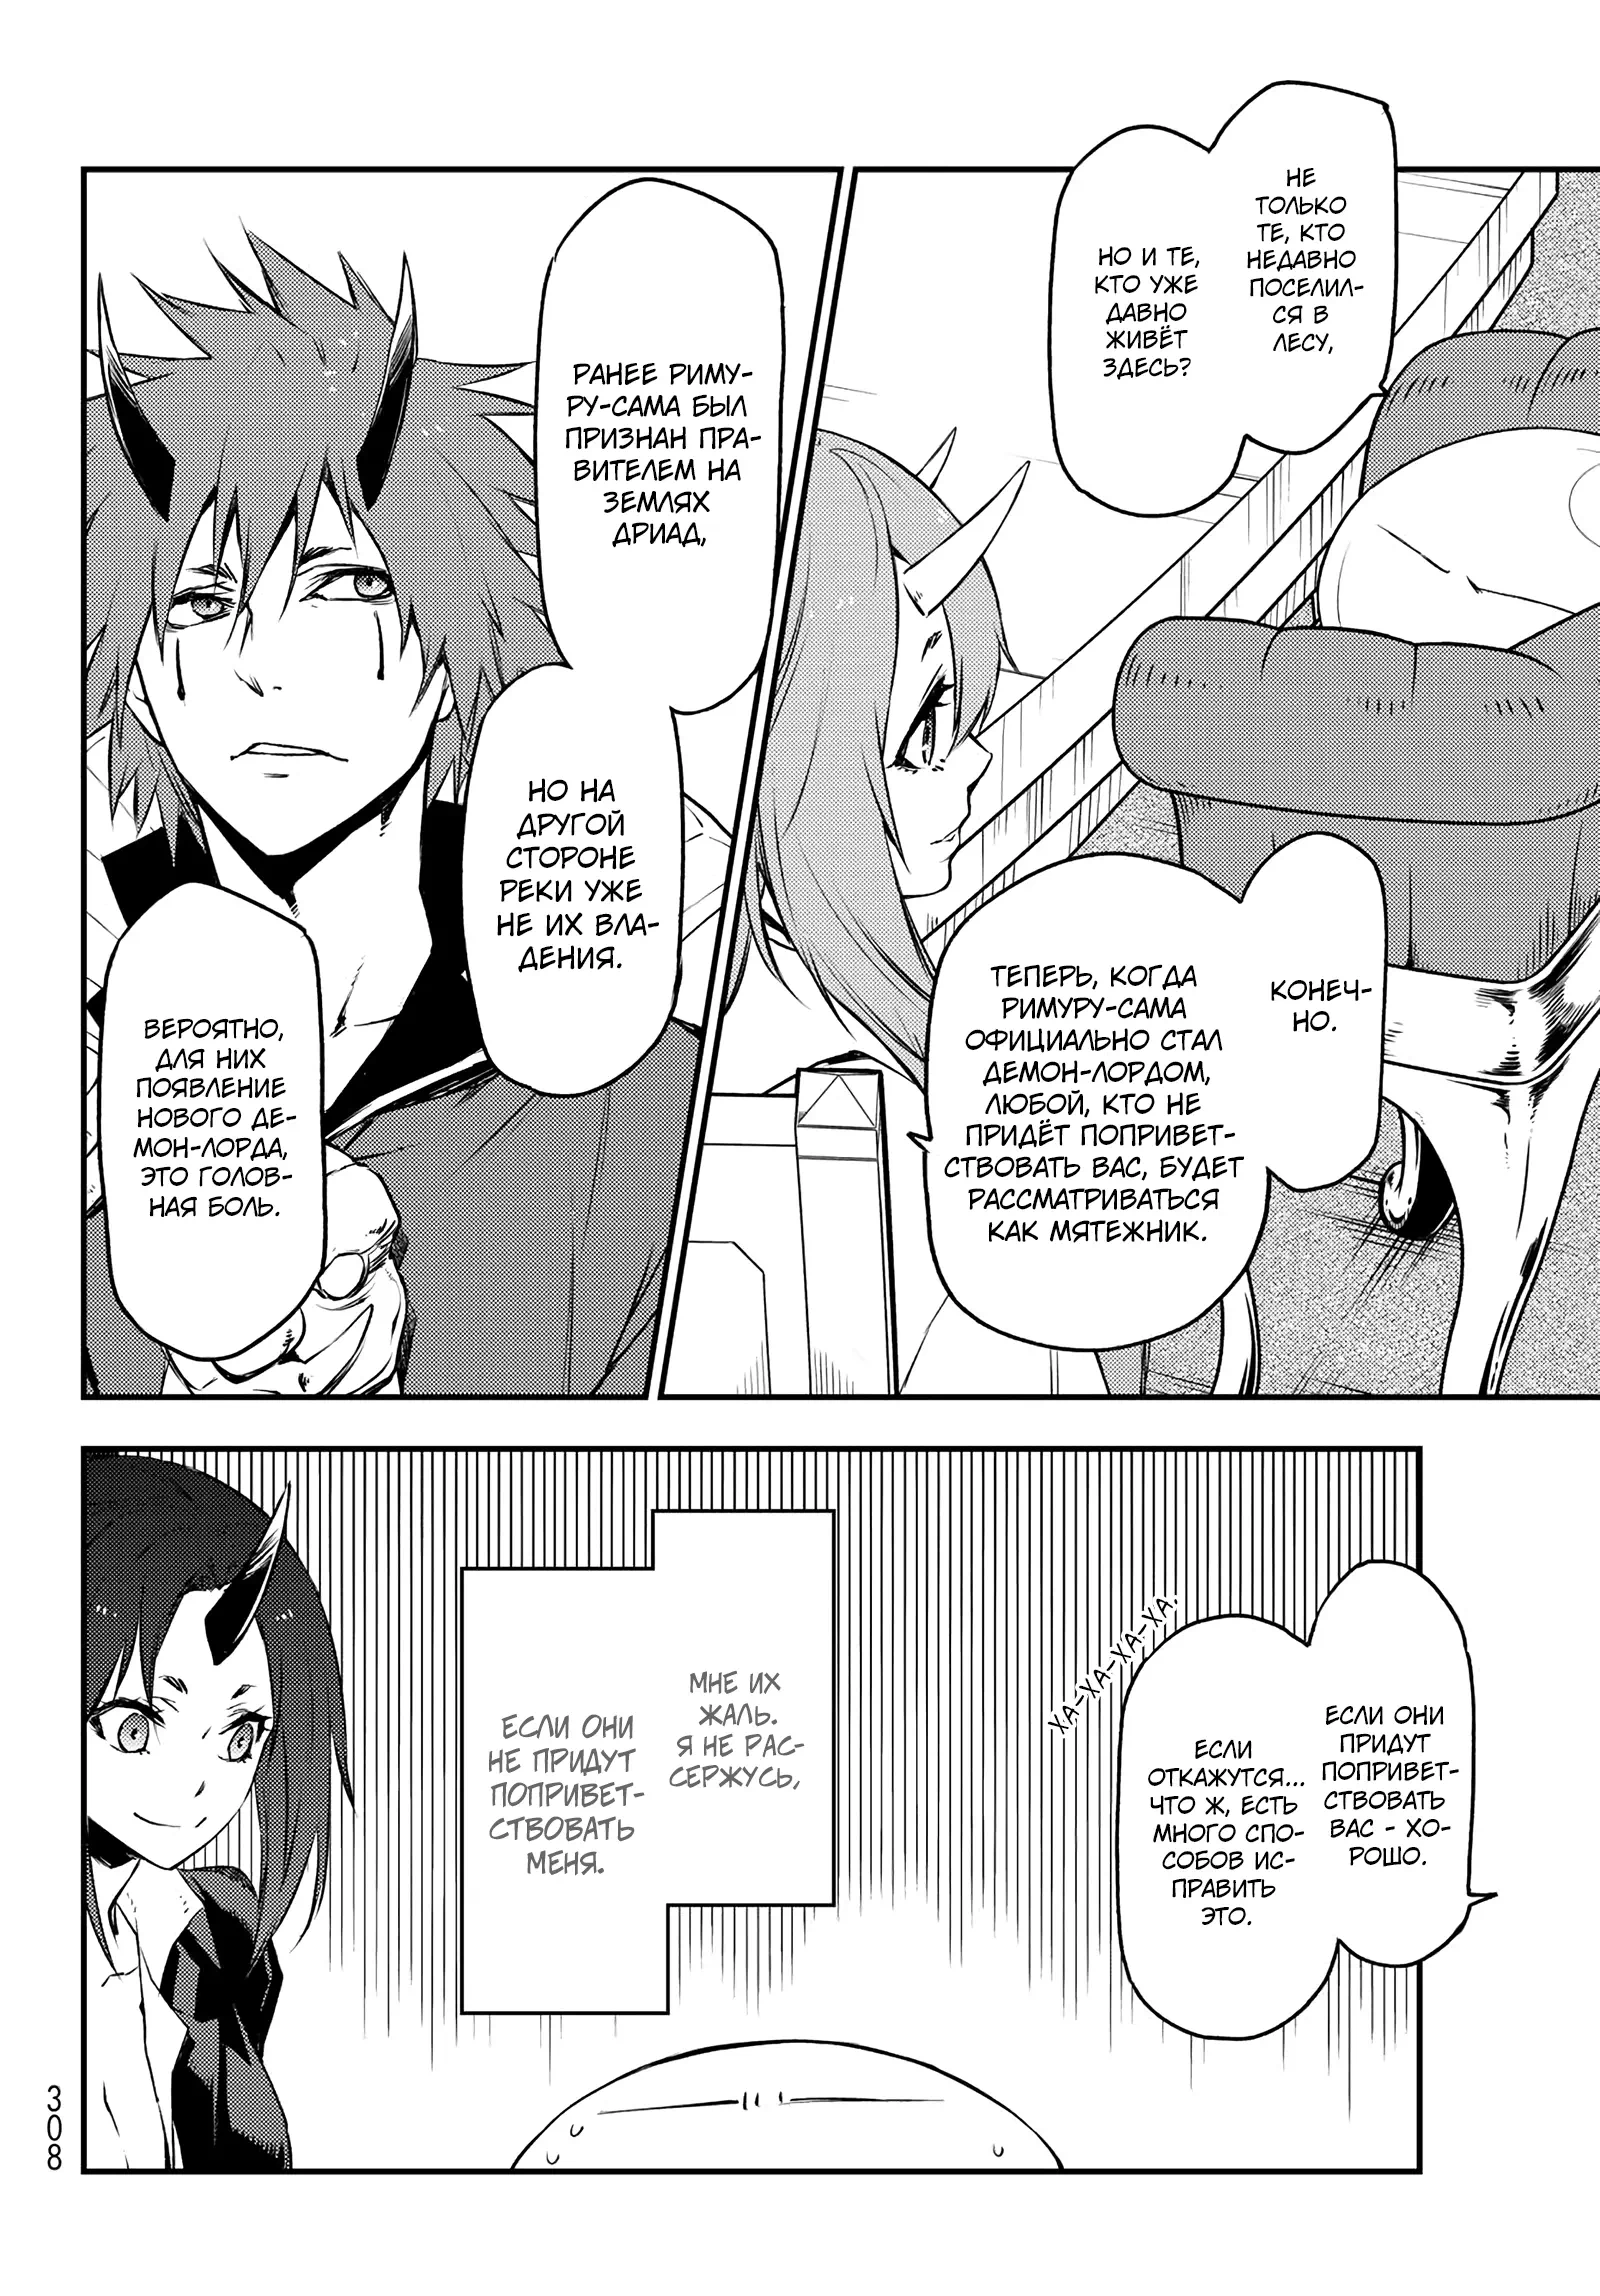 НЕ
ТОЛЬКО
ТЕ, КТО
НЕДАВНО
ПОСЕЛИЛ-
СЯ В
ЛЕСУ,
НО И ТЕ,
КТО УЖЕ
ДАВНО
ЖИВЁТ
ЗДЕСЬ?
КОНЕЧ-
НО.
ТЕПЕРЬ, КОГДА
РИМУРУ-САМА
ОФИЦИАЛЬНО СТАЛ
ДЕМОН-ЛОРДОМ,
ЛЮБОЙ, КТО НЕ
ПРИДЁТ ПОПРИВЕТ-
СТВОВАТЬ ВАС, БУДЕТ
РАССМАТРИВАТЬСЯ
КАК МЯТЕЖНИК.
РАНЕЕ РИМУ-
РУ-САМА БЫЛ
ПРИЗНАН ПРА-
ВИТЕЛЕМ НА
ЗЕМЛЯХ
ДРИАД,
НО НА
ДРУГОЙ
СТОРОНЕ
РЕКИ УЖЕ
НЕ ИХ ВЛА-
ДЕНИЯ.
ВЕРОЯТНО,
ДЛЯ НИХ
ПОЯВЛЕНИЕ
НОВОГО ДЕ-
МОН-ЛОРДА,
ЭТО ГОЛОВ-
НАЯ БОЛЬ.
ЕСЛИ ОНИ
ПРИДУТ
ПОПРИВЕТ-
СТВОВАТЬ
ВАС - ХО-
РОШО.
ЕСЛИ
ОТКАЖУТСЯ...
ЧТО Ж, ЕСТЬ
МНОГО СПО-
СОБОВ ИС-
ПРАВИТЬ
ЭТО.
ХА-ХА-ХА-ХА.
МНЕ ИХ
ЖАЛЬ.
Я НЕ РАС-
СЕРЖУСЬ,
ЕСЛИ ОНИ
НЕ ПРИДУТ
ПОПРИВЕТ-
СТВОВАТЬ
МЕНЯ.
308